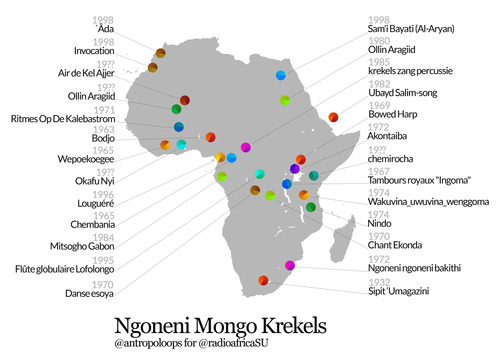 1998
Àda
1998
Invocation
19??
Air de Kel Ajjer
19??
Ollin Aragiid
1971
Ritmes Op De Kalebastrom
1963
Bodjo
1965
Wepoekoegee
19??
Okafu Nyi
1996
Louguéré
1965
Chembania
1984
Mitsogho Gabon
1995
Flûte globulaire Lofolongo
1970
Danse esoya
1998
Sam'i Bayati (Al-Aryan)
1980
Ollin Aragiid
1985
krekels zang percussie
1982
Ubayd Salim-song
1969
Bowed Harp
1972
Akontaiba
19??
chemirocha
1967
Tambours royaux "Ingoma"
1974
Wakuvina_uwuvina_wenggoma
1974
Nindo
1970
Chant Ekonda
19??
Ngoneni ngoneni bakithi
1932
Sipit 'Umagazini
Ngoneni Mongo Krekels
@antropoloops for @radioafricaSU